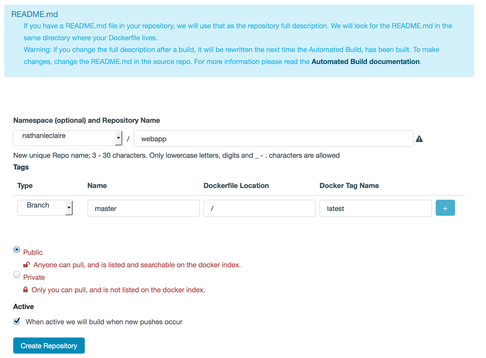 README.md
If you have a README.md file in your repository, we will use that as the repository full description. We will look for the README.md in the
same directory where your Dockerfile lives.
Warning: if you change the full description after a build, it will be rewritten the next time the Automated Build, has been built. To make
changes, change the README.md in the source repo. For more information please read the Automated Build documentation.
Namespace (optional) and Repository Name
nathanleclaire / webapp
New unique Repo name; 3 - 30 characters. Only lowercase letters, digits and _ - . characters are allowed
Tags
Type Name Dockerfile Location Docker Tag Name
Branch master / latest +
Public
Anyone can pull, and is listed and searchable on the docker index.
Private
Only you can pull, and is not listed on the docker index.
Active
When active we will build when new pushes occur
Create Repository